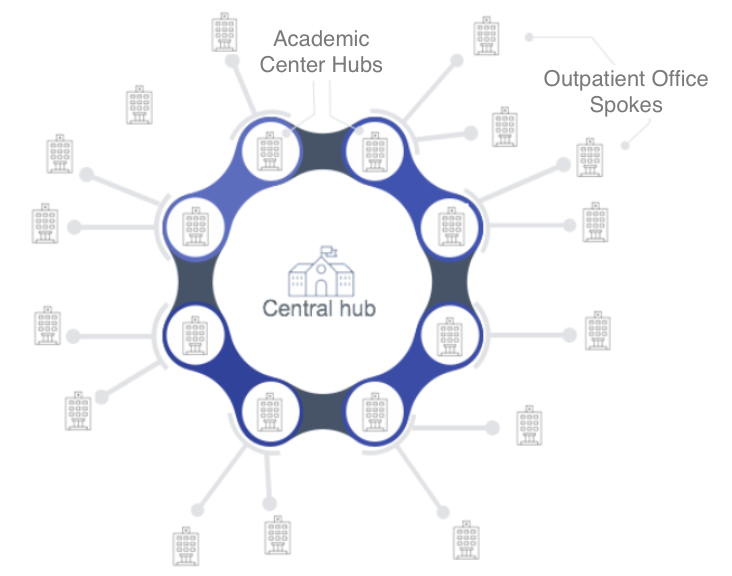 Academic
Center Hubs
Outpatient Office
Spokes
Central hub